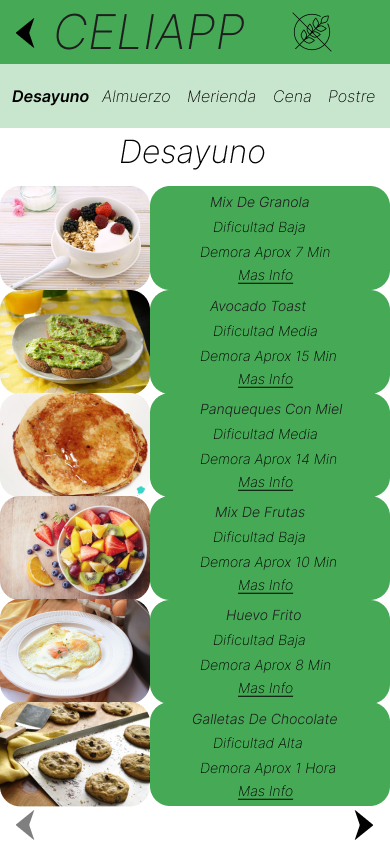 CELIAPP
Desayuno Almuerzo Merienda Cena Postre
Desayuno
Mix De Granola
Dificultad Baja
Demora Aprox 7 Min
Mas Info
Avocado Toast
Dificultad Media
Demora Aprox 15 Min
Mas Info
Panqueques Con Miel
Dificultad Media
Demora Aprox 14 Min
Mas Info
Mix De Frutas
Dificultad Baja
Demora Aprox 10 Min
Mas Info
Huevo Frito
Dificultad Baja
Demora Aprox 8 Min
Mas Info
Galletas De Chocolate
Dificultad Alta
Demora Aprox 1 Hora
Mas Info